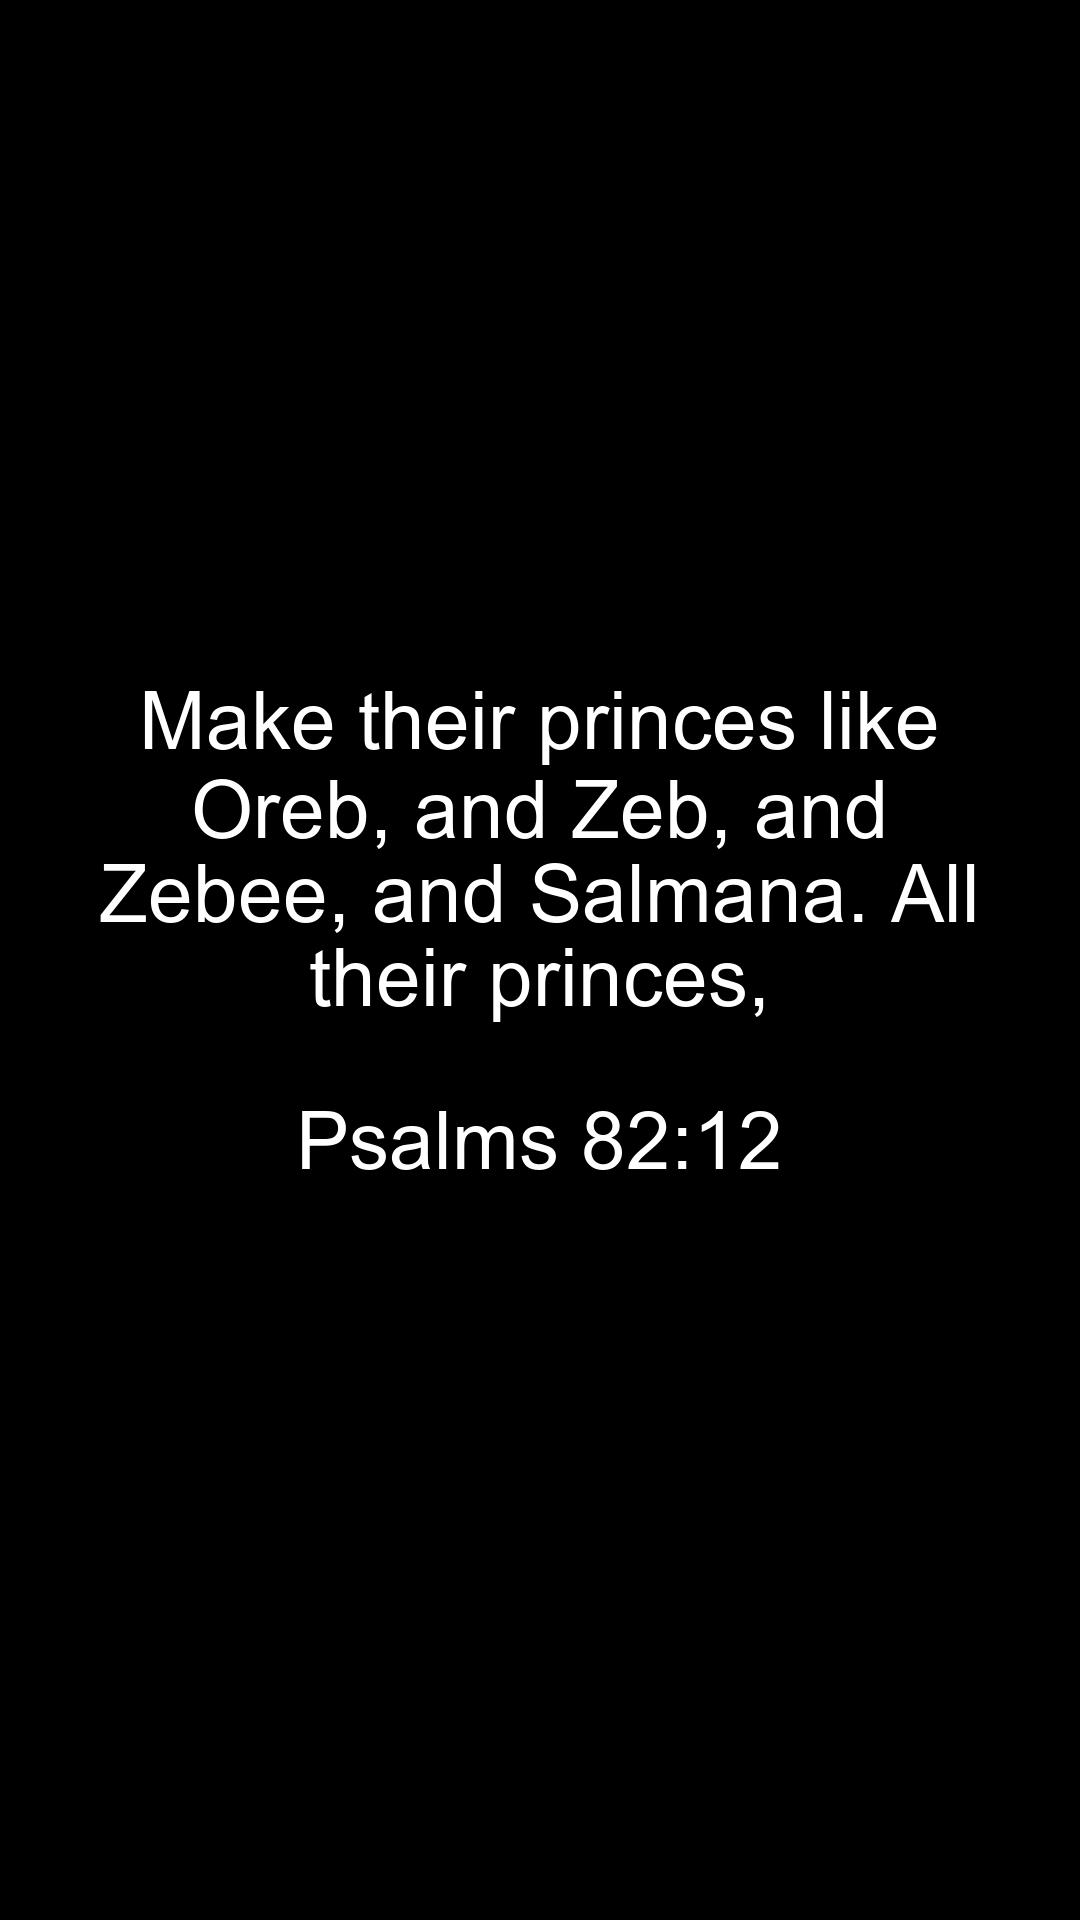 Make their princes like
Oreb, and Zeb, and
Zebee, and Salmana. All
their princes,
Psalms 82:12